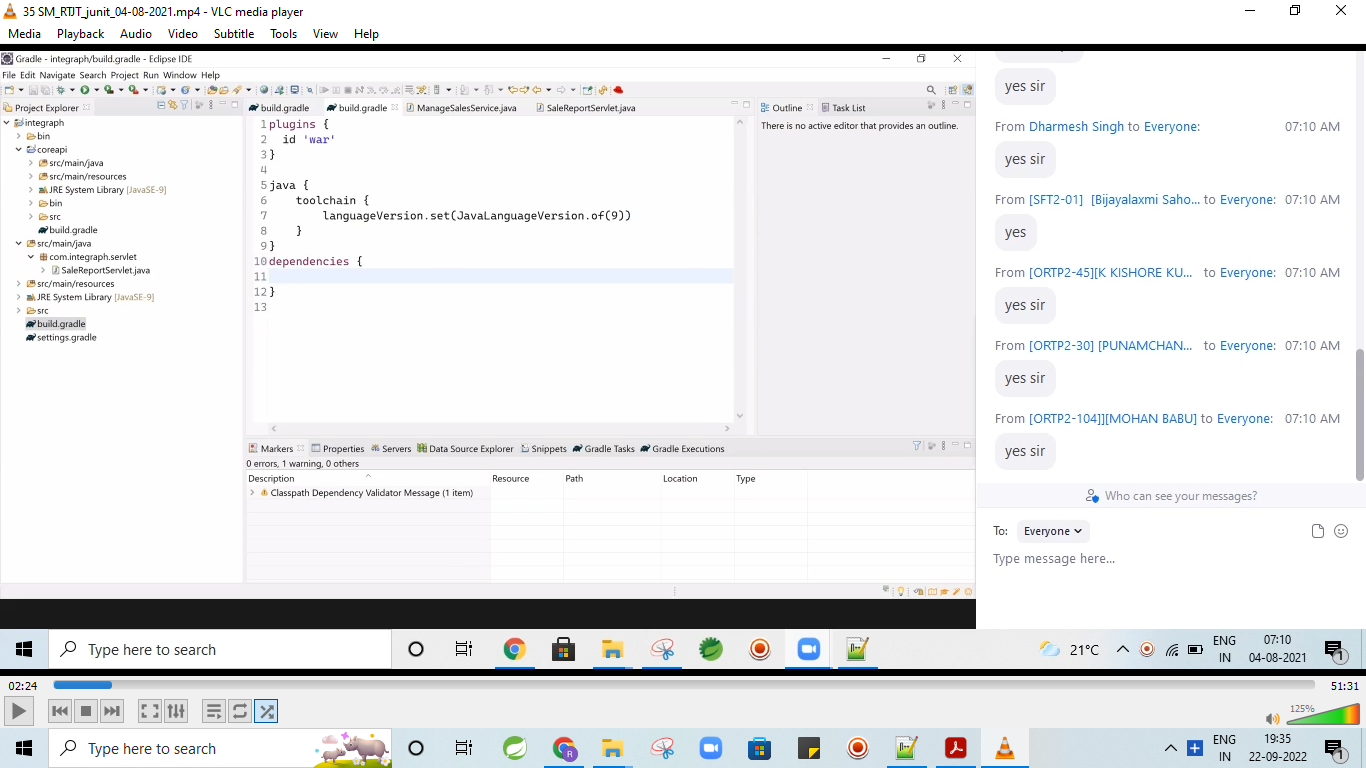 35 SM_RTJT_junit_04-08-2021.mp4 - VLC media player
Media Playback Audio Video Subtitle Tools View Help
Gradle - integraph/build.gradle - Eclipse IDE
File Edit Navigate Search Project Run Window Help
Project Explorer
integraph
bin
coreapi
src/main/java
src/main/resources
JRE System Library [JavaSE-9]
bin
src
build.gradle
src/main/java
com.integraph.servlet
SaleReportServlet.java
src/main/resources
JRE System Library [JavaSE-9]
src
build.gradle
settings.gradle
build.gradle build.gradle ManageSalesService.java SaleReportServlet.java
1 plugins {
2 id 'war'
3 }
4
5 java {
6 toolchain {
7 languageVersion.set(JavaLanguageVersion.of(9))
8 }
9 }
10 dependencies {
11
12 }
13
Outline Task List
There is no active editor that provides an outline.
Markers Properties Servers Data Source Explorer Snippets Gradle Tasks Gradle Executions
0 errors, 1 warning, 0 others
Description Resource Path Location Type
Classpath Dependency Validator Message (1 item)
yes sir
From Dharmesh Singh to Everyone: 07:10 AM
yes sir
From [SFT2-01] [Bijayalaxmi Saho... to Everyone: 07:10 AM
yes
From [ORTP2-45][K KISHORE KU... to Everyone: 07:10 AM
yes sir
From [ORTP2-30] [PUNAMCHAN... to Everyone: 07:10 AM
yes sir
From [ORTP2-104]][MOHAN BABU] to Everyone: 07:10 AM
yes sir
Who can see your messages?
To: Everyone
Type message here...
Type here to search
21°C
ENG
IN
07:10
04-08-2021
1
02:24
51:31
125%
Type here to search
R
ENG
IN
19:35
22-09-2022
1